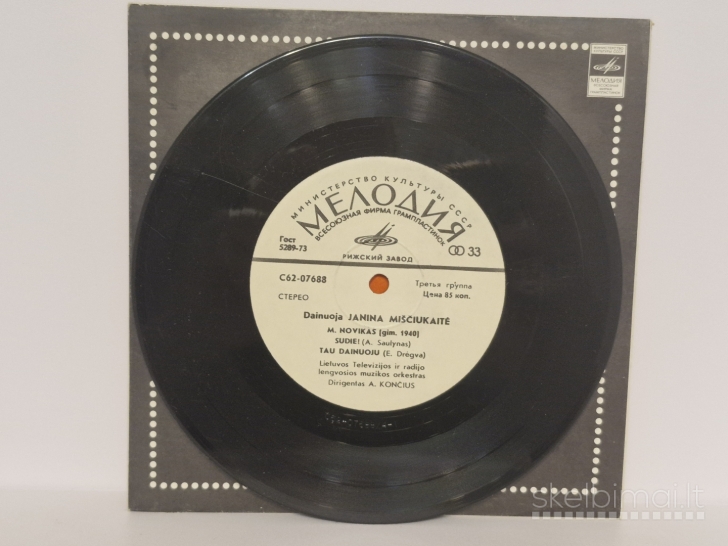 МЕЛОДИЯ
МИНИСТЕРСТВО КУЛЬТУРЫ СССР
МЕЛОДИЯ
ВСЕСОЮЗНАЯ ФИРМА ГРАМПЛАСТИНОК
Гост
5289-73
33
РИЖСКИЙ ЗАВОД
С62-07688
Третья группа
СТЕРЕО
Цена 85 коп.
Dainuoja JANINA MIŠČIUKAITĖ
M. NOVIKAS (gim. 1940)
SUDIE! (A. Saulynas)
TAU DAINUOJU (E. Drėgva)
Lietuvos Televizijos ir radijo
lengvosios muzikos orkestras
Dirigentas A. KONČIUS
skelbimai.lt